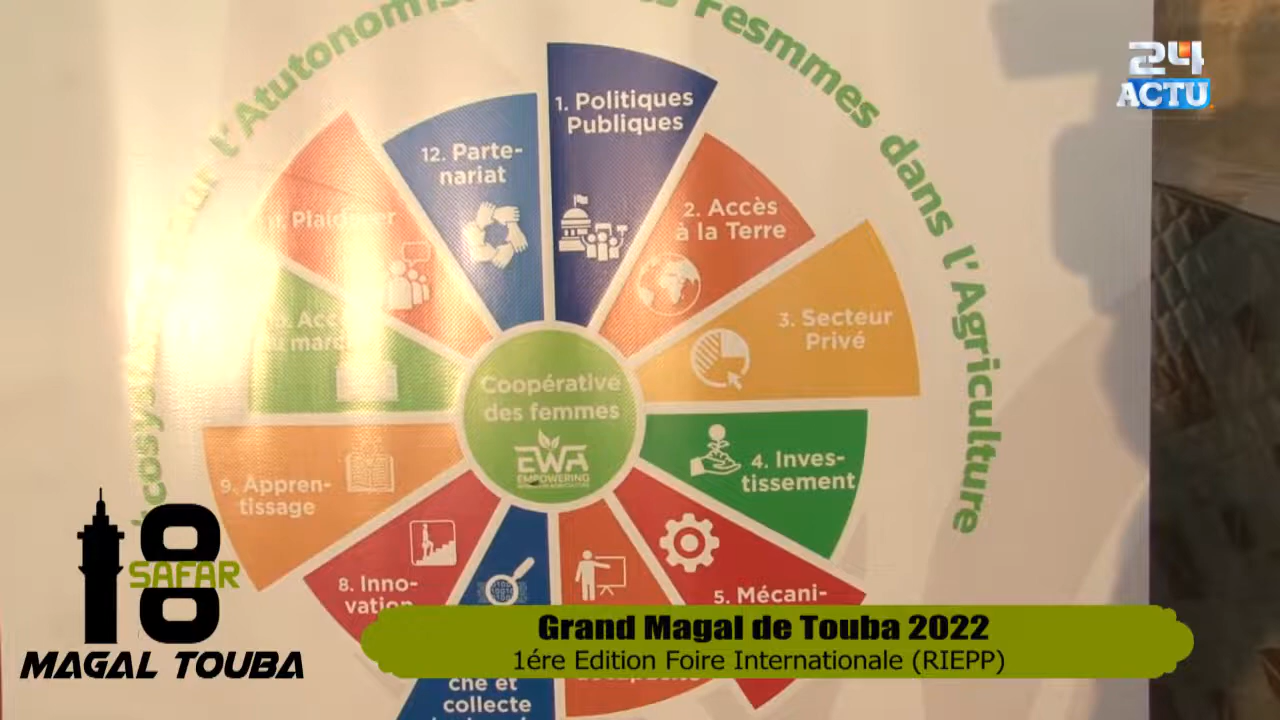 l'Atutonomis
Fesmmes dans l'Agriculture
24
ACTU
1. Politiques
Publiques
2. Accès
à la Terre
3. Secteur
Privé
4. Inves-
tissement
5. Mécani-
che et
collecte
8. Inno-
vation
9. Appren-
tissage
12. Parte-
nariat
Coopérative
des femmes
EWA
EMPOWERING
18
SAFAR
MAGAL TOUBA
Grand Magal de Touba 2022
1ére Edition Foire Internationale (RIEPP)